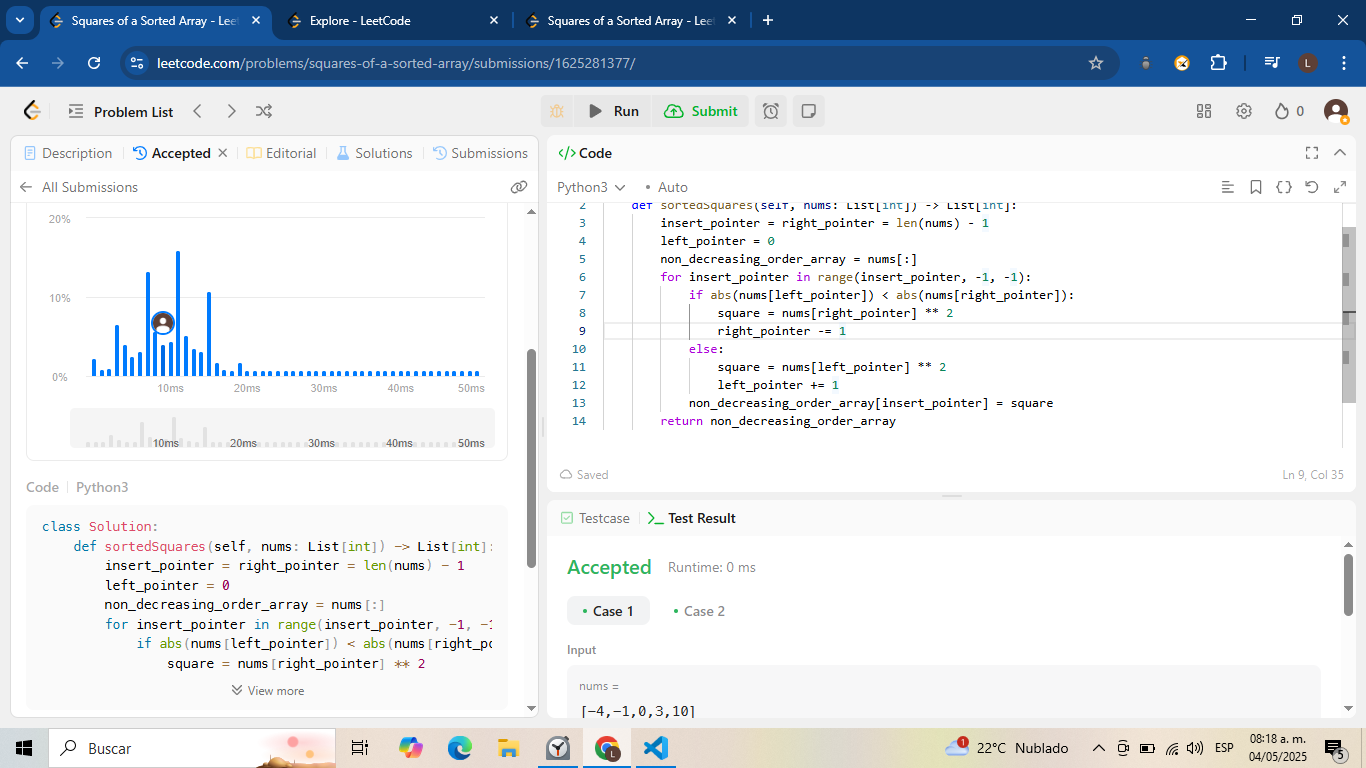 Squares of a Sorted Array - Leet
Explore - LeetCode
Squares of a Sorted Array - Leet
leetcode.com/problems/squares-of-a-sorted-array/submissions/1625281377/
L
Problem List
Run
Submit
0
Description
Accepted
Editorial
Solutions
Submissions
All Submissions
20%
10%
0%
10ms
20ms
30ms
40ms
50ms
10ms
20ms
30ms
40ms
50ms
Code
Python3
class Solution:
def sortedSquares(self, nums: List[int]) -> List[int]:
insert_pointer = right_pointer = len(nums) - 1
left_pointer = 0
non_decreasing_order_array = nums[:]
for insert_pointer in range(insert_pointer, -1, -1
if abs(nums[left_pointer]) < abs(nums[right_po
square = nums[right_pointer] ** 2
View more
</> Code
Python3
Auto
2 def sortedSquares(self, nums: List[int]) -> List[int]:
3 insert_pointer = right_pointer = len(nums) - 1
4 left_pointer = 0
5 non_decreasing_order_array = nums[:]
6 for insert_pointer in range(insert_pointer, -1, -1):
7 if abs(nums[left_pointer]) < abs(nums[right_pointer]):
8 square = nums[right_pointer] ** 2
9 right_pointer -= 1
10 else:
11 square = nums[left_pointer] ** 2
12 left_pointer += 1
13 non_decreasing_order_array[insert_pointer] = square
14 return non_decreasing_order_array
Saved
Ln 9, Col 35
Testcase
Test Result
Accepted
Runtime: 0 ms
Case 1
Case 2
Input
nums =
[-4,-1,0,3,10]
Buscar
L
1
22°C Nublado
ESP
08:18 a. m.
04/05/2025
5